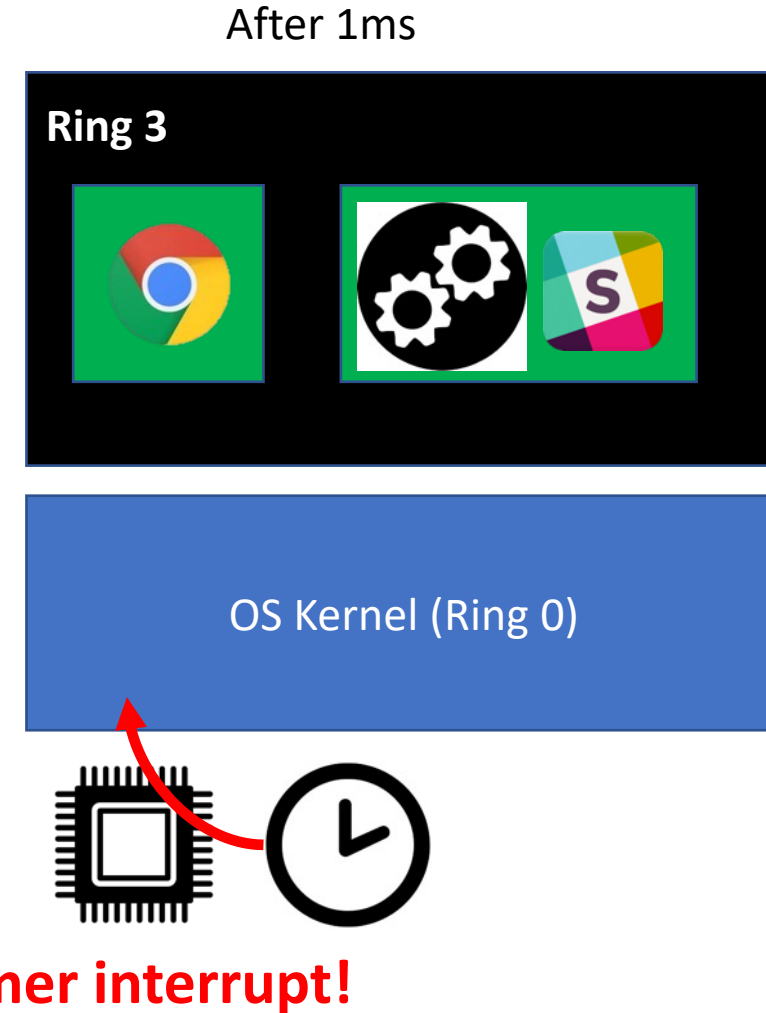 After 1ms
Ring 3
S
OS Kernel (Ring 0)
mer interrupt!